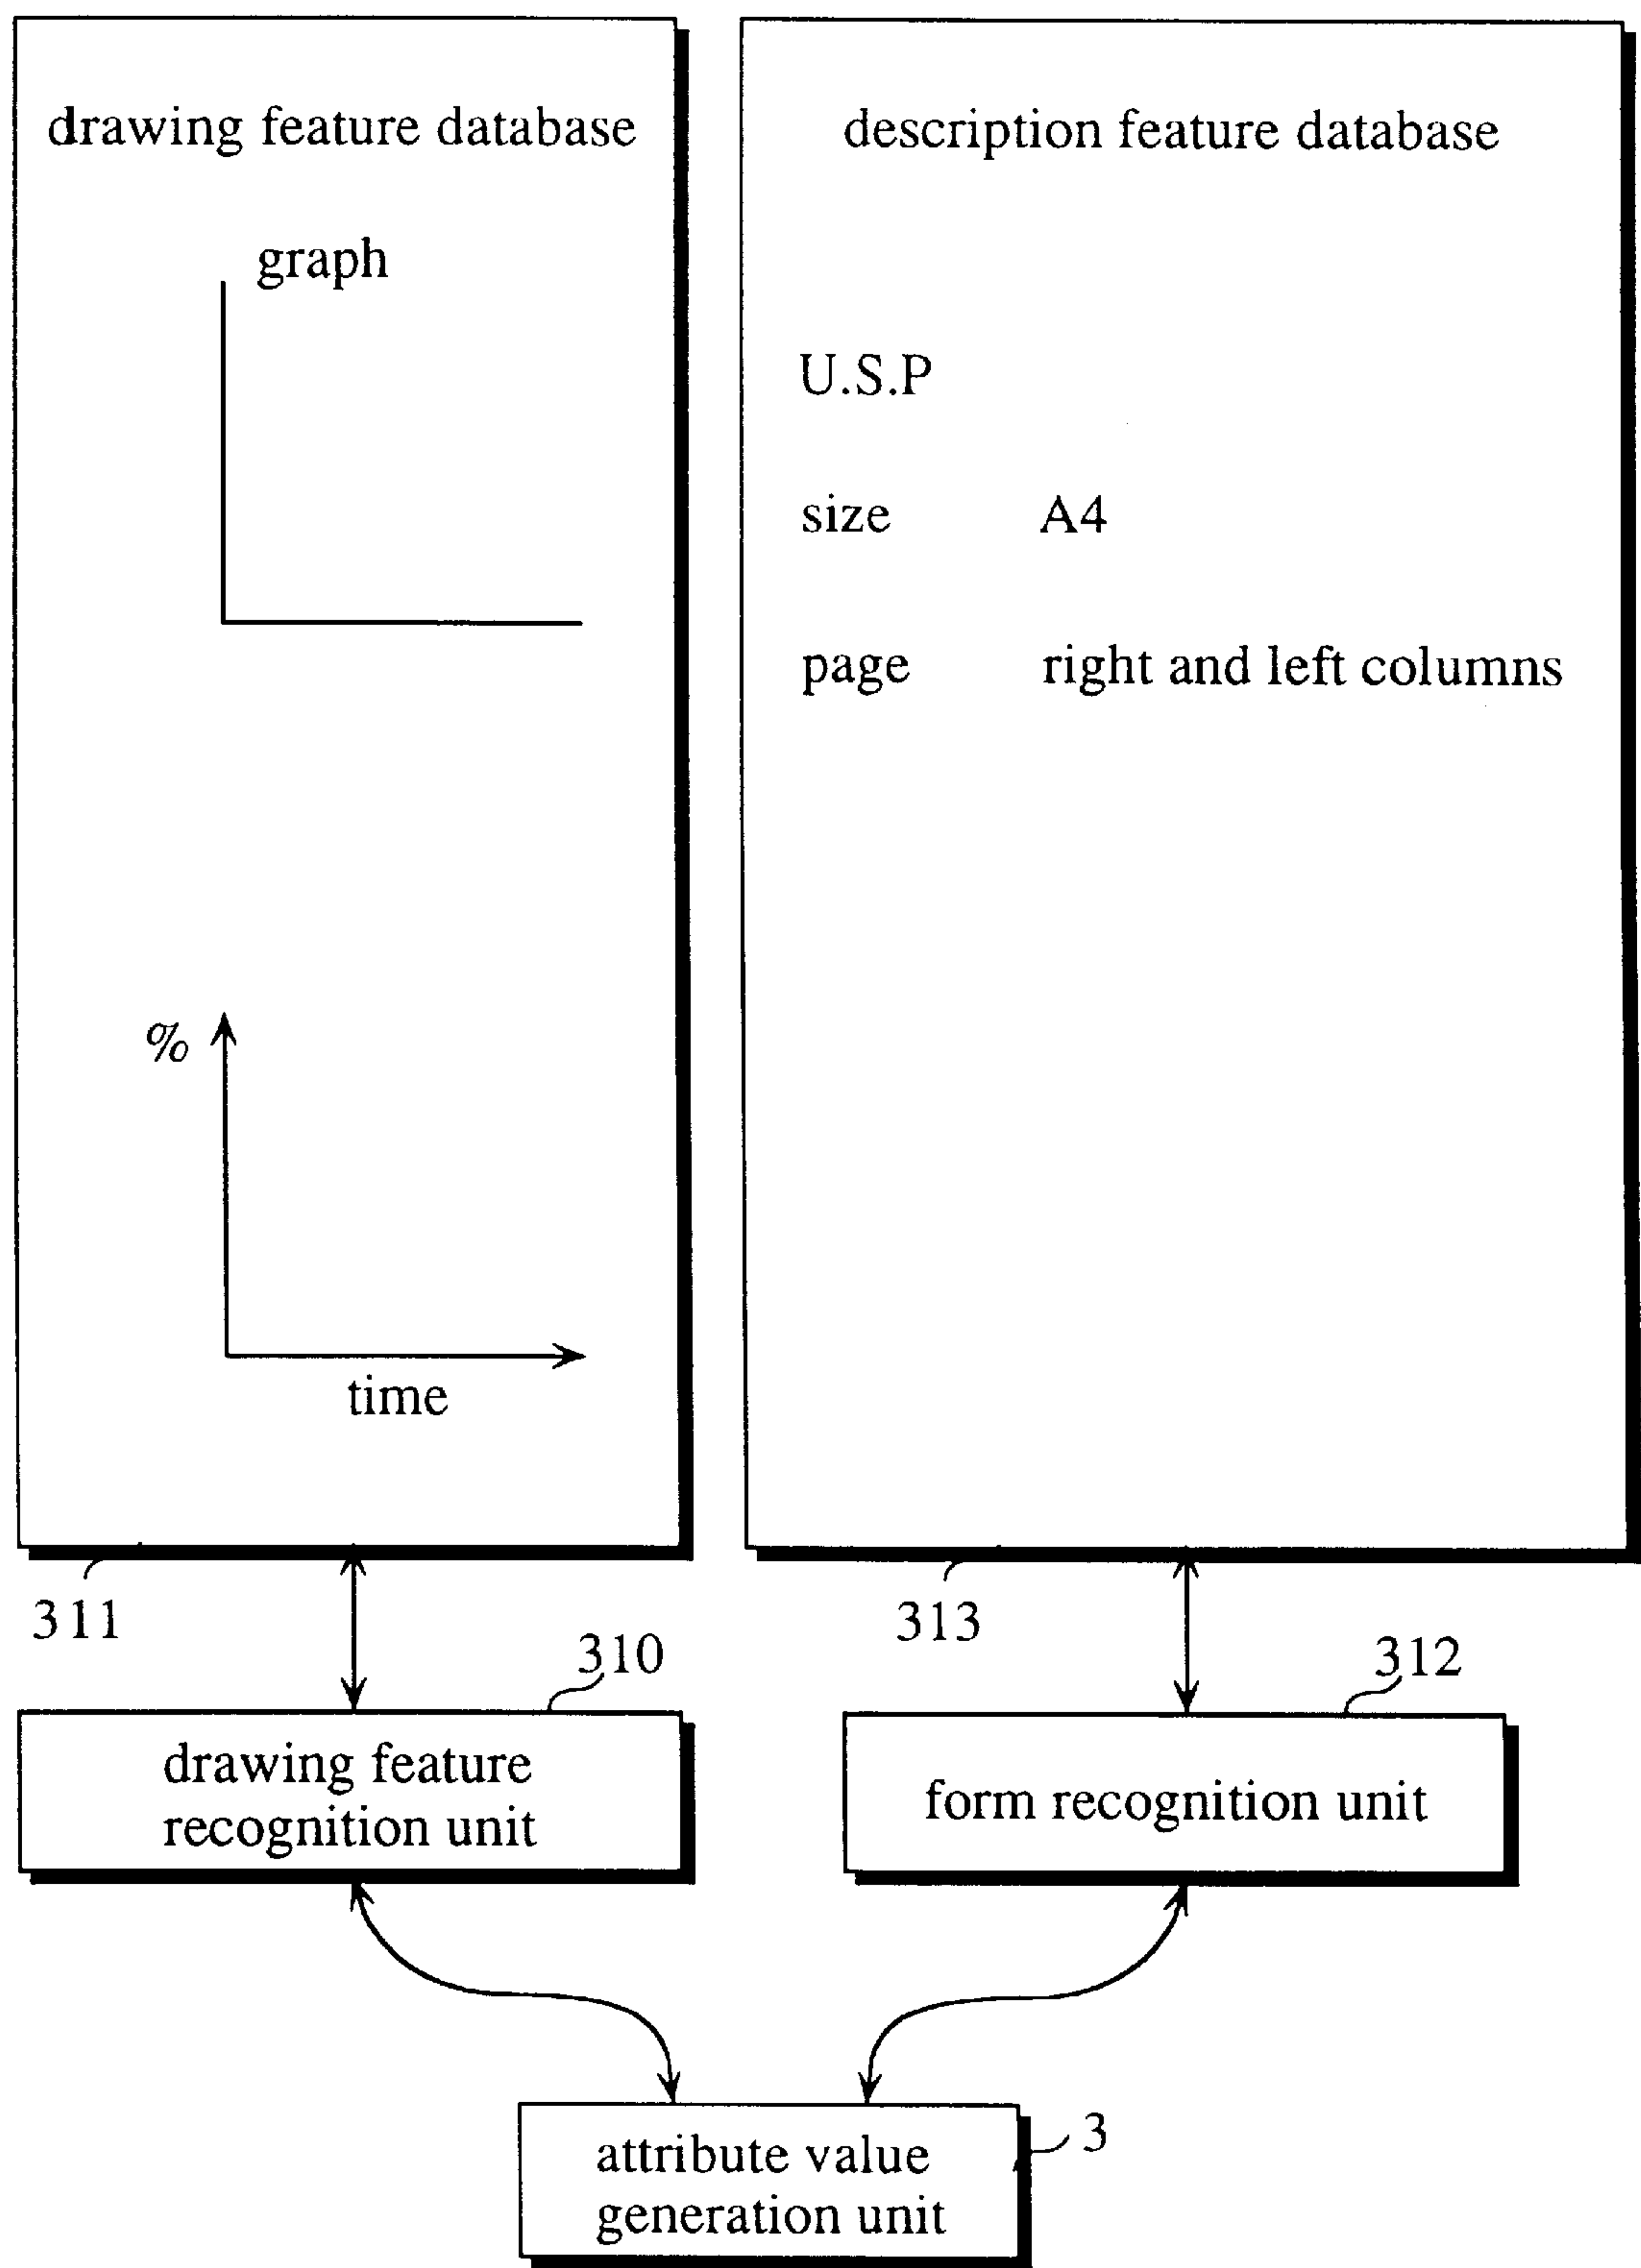 drawing feature database
graph
%
time
description feature database
U.S.P
size A4
page right and left columns
311
313
310
312
drawing feature
recognition unit
form recognition unit
3
attribute value
generation unit